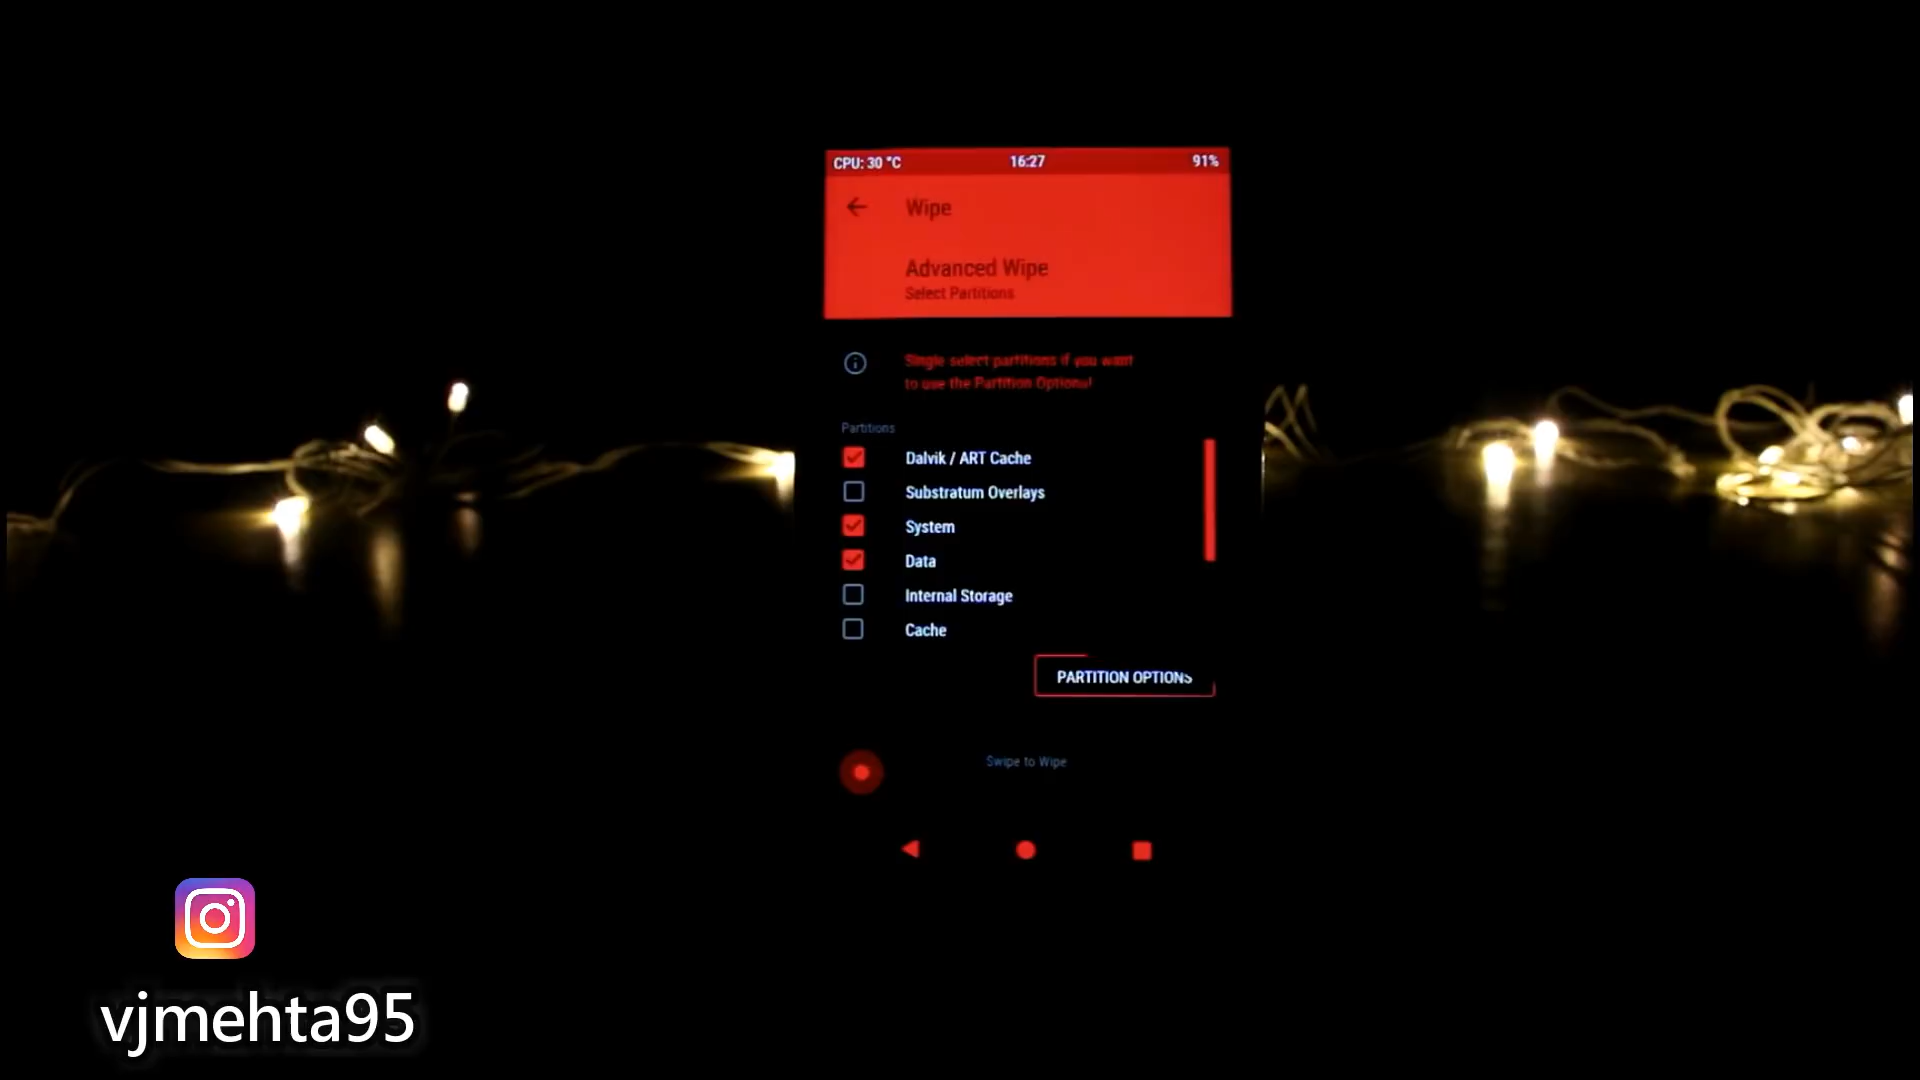 CPU: 30 °C
16:27
91%
Wipe
Advanced Wipe
Select Partitions
Single select partitions if you want
to use the Partition Options!
Partitions
Dalvik / ART Cache
Substratum Overlays
System
Data
Internal Storage
Cache
PARTITION OPTIONS
Swipe to Wipe
vjmehta95